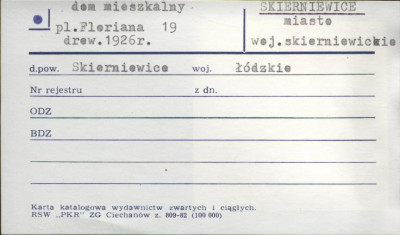 dom mieszkalny
pl.Floriana 19
drew.1926r.
SKIERNIEWICE
miasto
woj.skierniewickie
d.pow. Skierniewice woj. łódzkie
Nr rejestru z dn.
ODZ
BDZ
Karta katalogowa wydawnictw zwartych i ciągłych.
RSW „PKR" ZG Ciechanów z. 809-82 (100 000)